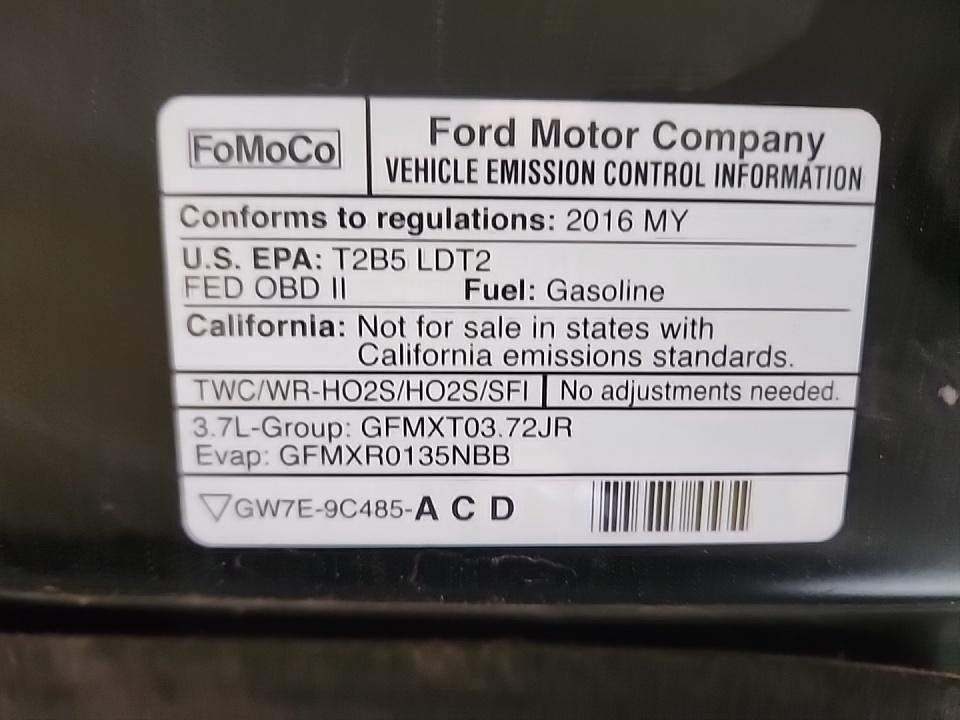 FoMoCo
Ford Motor Company
VEHICLE EMISSION CONTROL INFORMATION
Conforms to regulations: 2016 MY
U.S. EPA: T2B5 LDT2
FED OBD II Fuel: Gasoline
California: Not for sale in states with
California emissions standards.
TWC/WR-HO2S/HO2S/SFI No adjustments needed.
3.7L-Group: GFMXT03.72JR
Evap: GFMXR0135NBB
▽GW7E-9C485-A C D